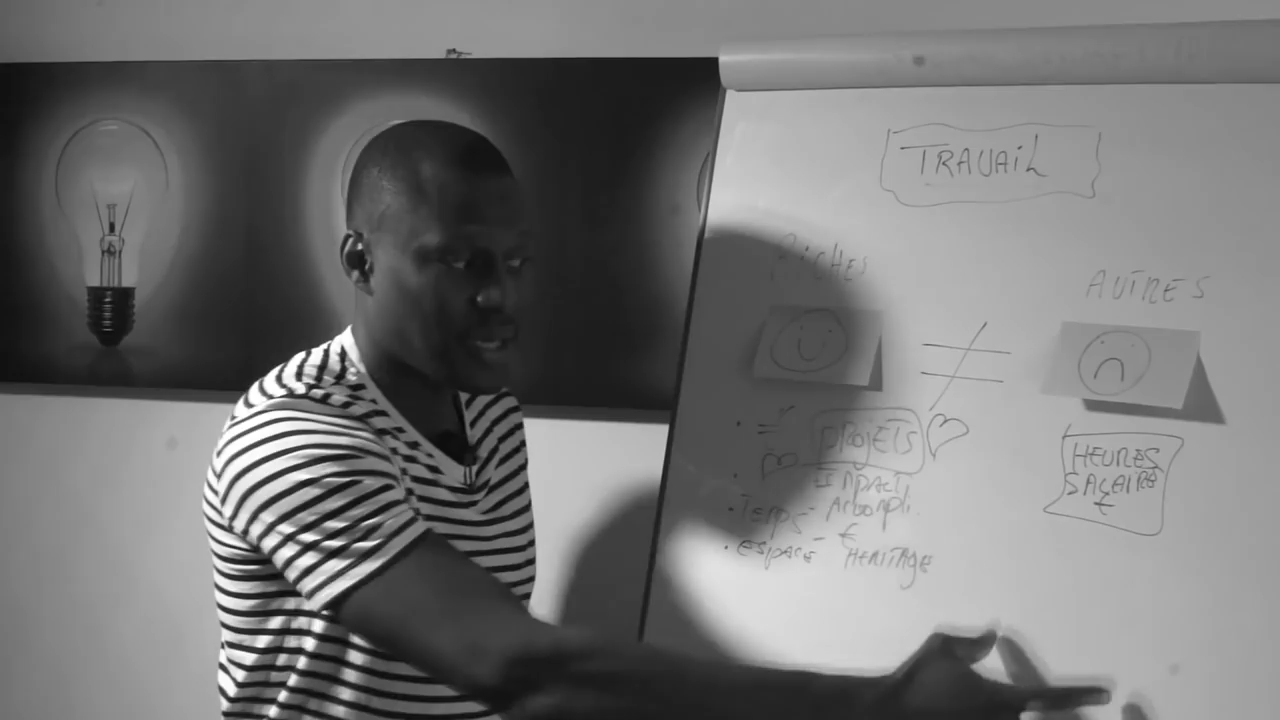 TRAVAIL
RICHES
AUTRES
PROJETS
IMPACT
TEMPS - Accompli.
€
ESPACE - HERITAGE
HEURES
SALAIRE
€